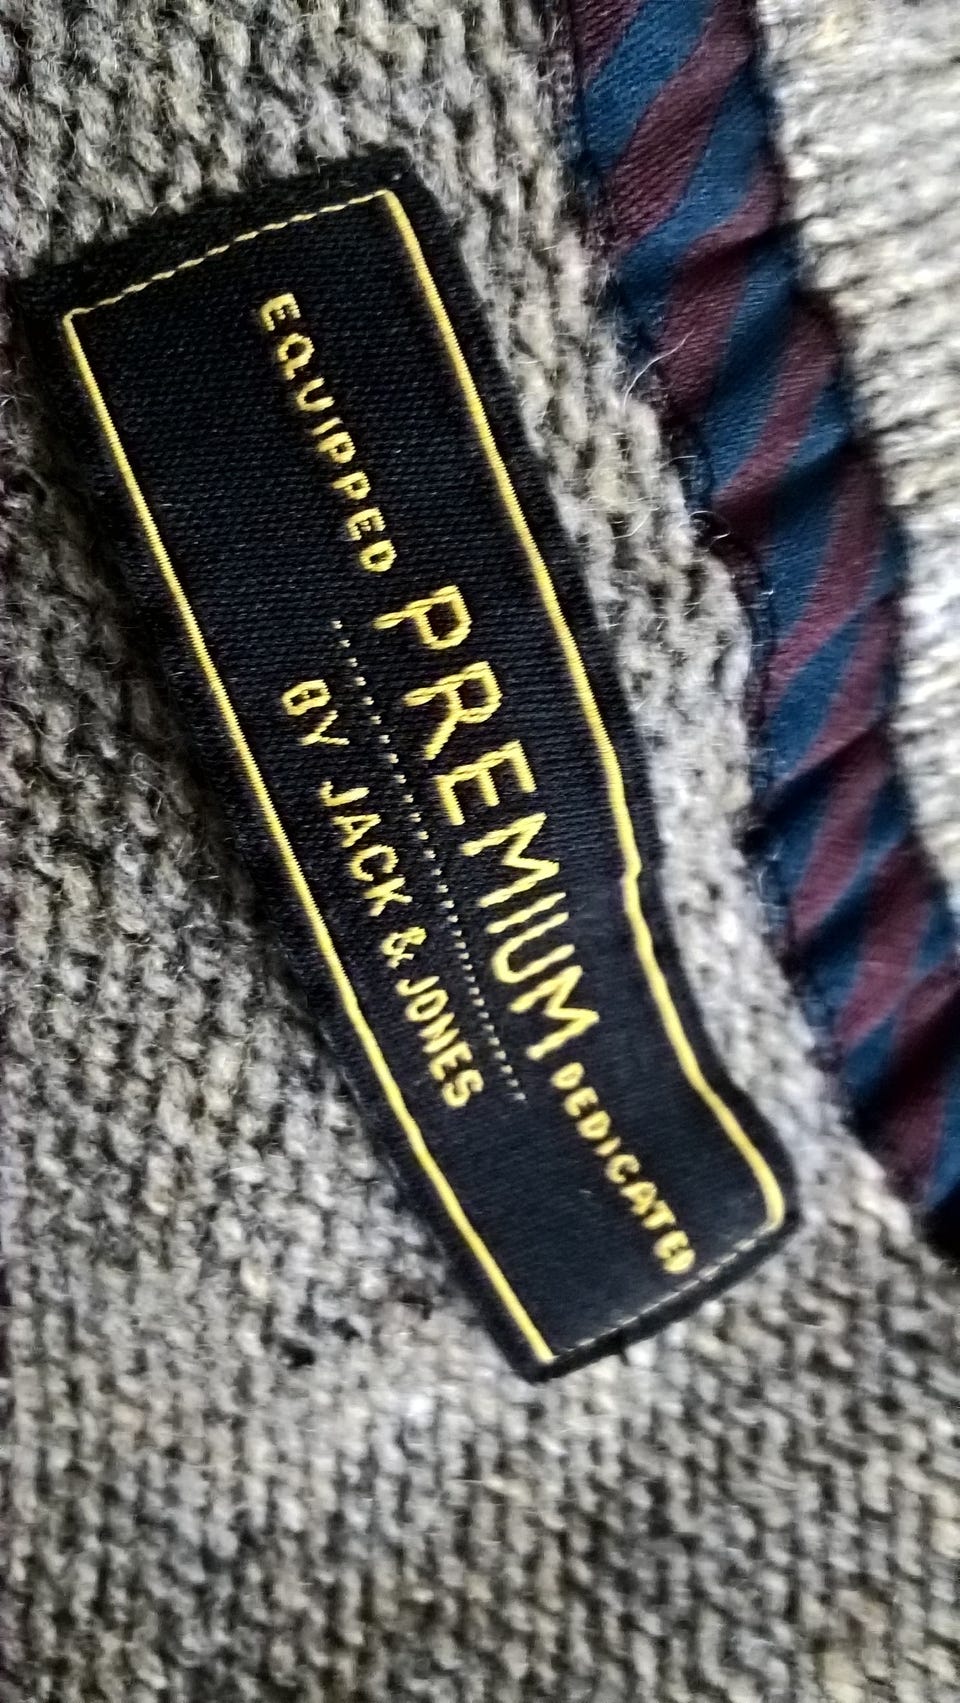 EQUIPPED PREMIUM DEDICATED
BY JACK & JONES